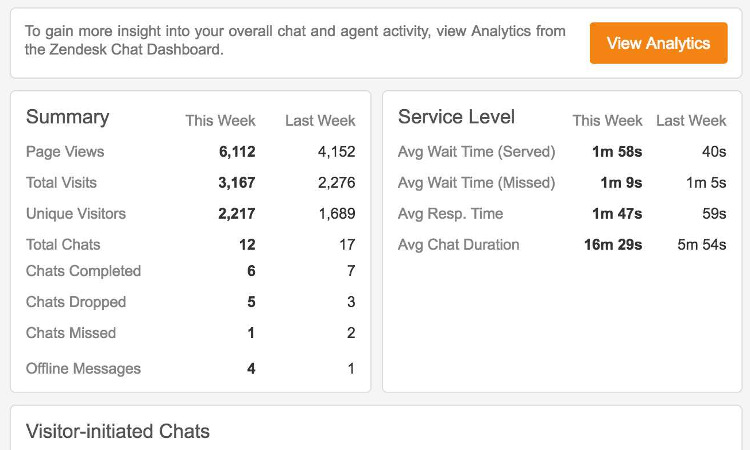 To gain more insight into your overall chat and agent activity, view Analytics from
the Zendesk Chat Dashboard.
View Analytics
Summary This Week Last Week
Page Views 6,112 4,152
Total Visits 3,167 2,276
Unique Visitors 2,217 1,689
Total Chats 12 17
Chats Completed 6 7
Chats Dropped 5 3
Chats Missed 1 2
Offline Messages 4 1
Service Level This Week Last Week
Avg Wait Time (Served) 1m 58s 40s
Avg Wait Time (Missed) 1m 9s 1m 5s
Avg Resp. Time 1m 47s 59s
Avg Chat Duration 16m 29s 5m 54s
Visitor-initiated Chats